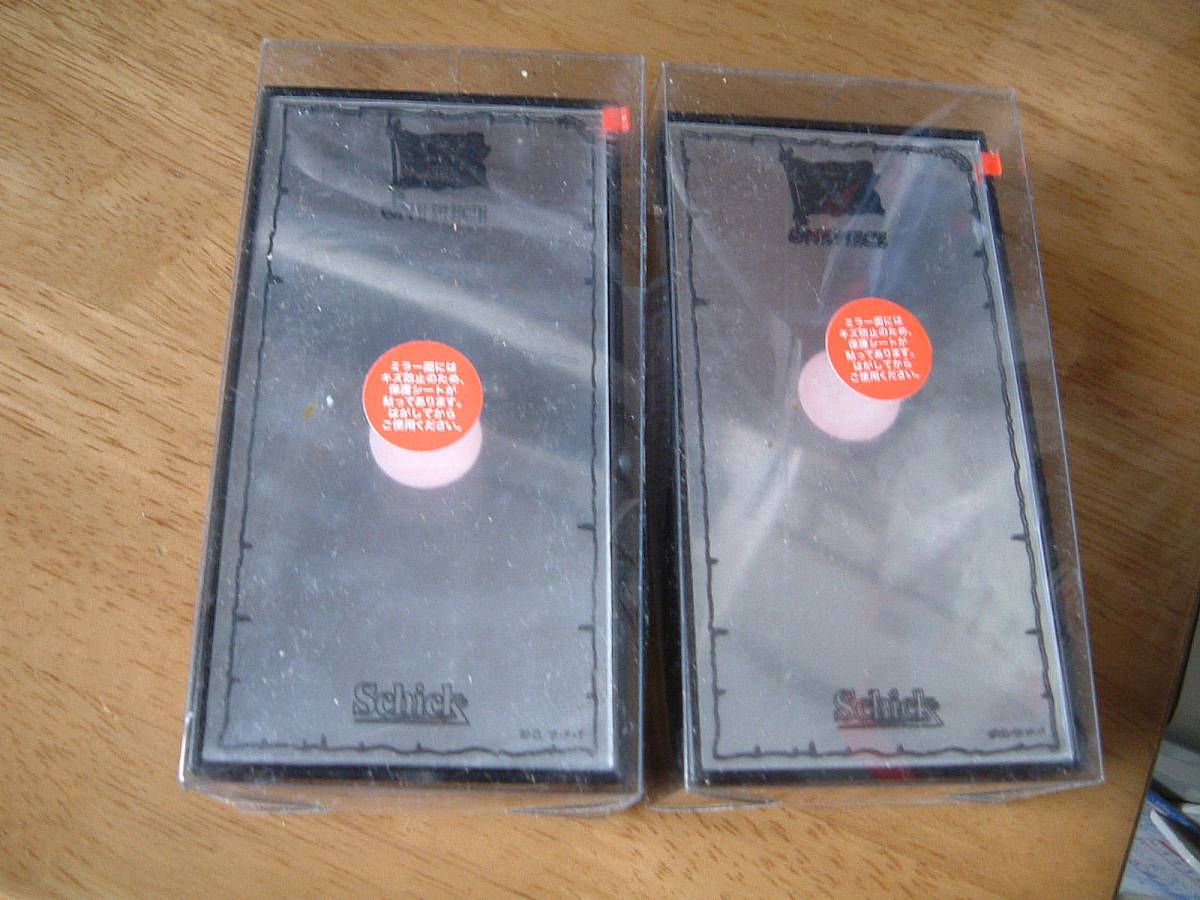 ONE PIECE
ミラー面には
キズ防止のため、
保護シートが
貼ってあります。
はがしてから
ご使用ください。
Schick
ONE PIECE
ミラー面には
キズ防止のため、
保護シートが
貼ってあります。
はがしてから
ご使用ください。
Schick